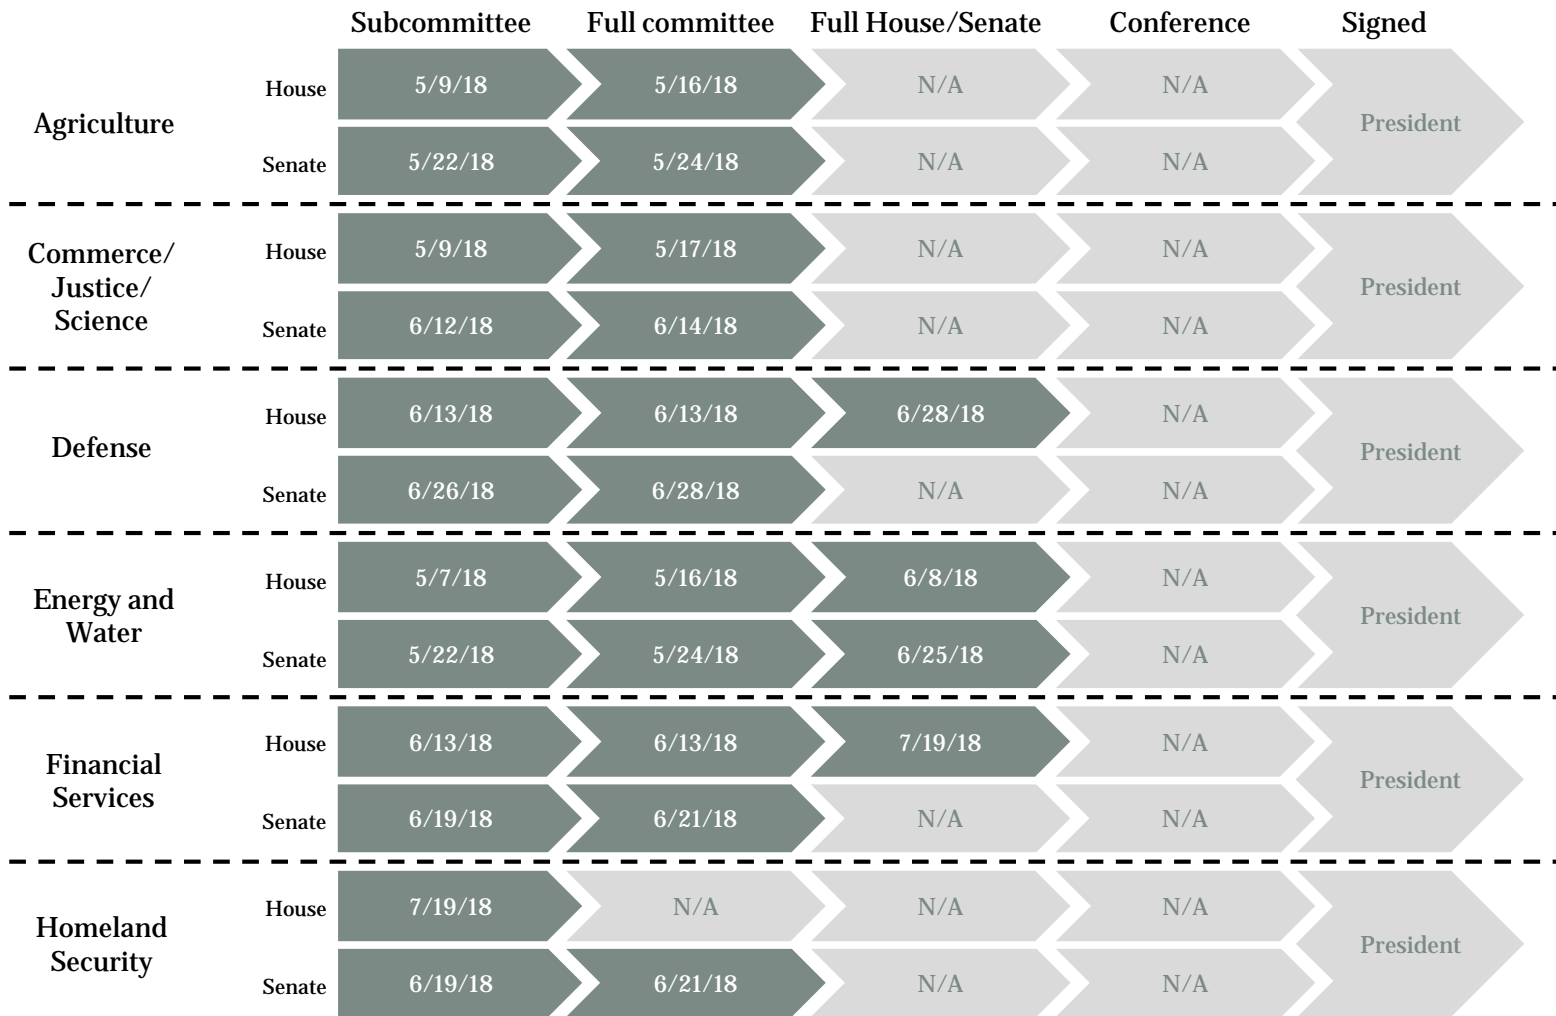 Subcommittee Full committee Full House/Senate Conference Signed
Agriculture
House 5/9/18 5/16/18 N/A N/A
President
Senate 5/22/18 5/24/18 N/A N/A
Commerce/
Justice/
Science
House 5/9/18 5/17/18 N/A N/A
President
Senate 6/12/18 6/14/18 N/A N/A
Defense
House 6/13/18 6/13/18 6/28/18 N/A
President
Senate 6/26/18 6/28/18 N/A N/A
Energy and
Water
House 5/7/18 5/16/18 6/8/18 N/A
President
Senate 5/22/18 5/24/18 6/25/18 N/A
Financial
Services
House 6/13/18 6/13/18 7/19/18 N/A
President
Senate 6/19/18 6/21/18 N/A N/A
Homeland
Security
House 7/19/18 N/A N/A N/A
President
Senate 6/19/18 6/21/18 N/A N/A